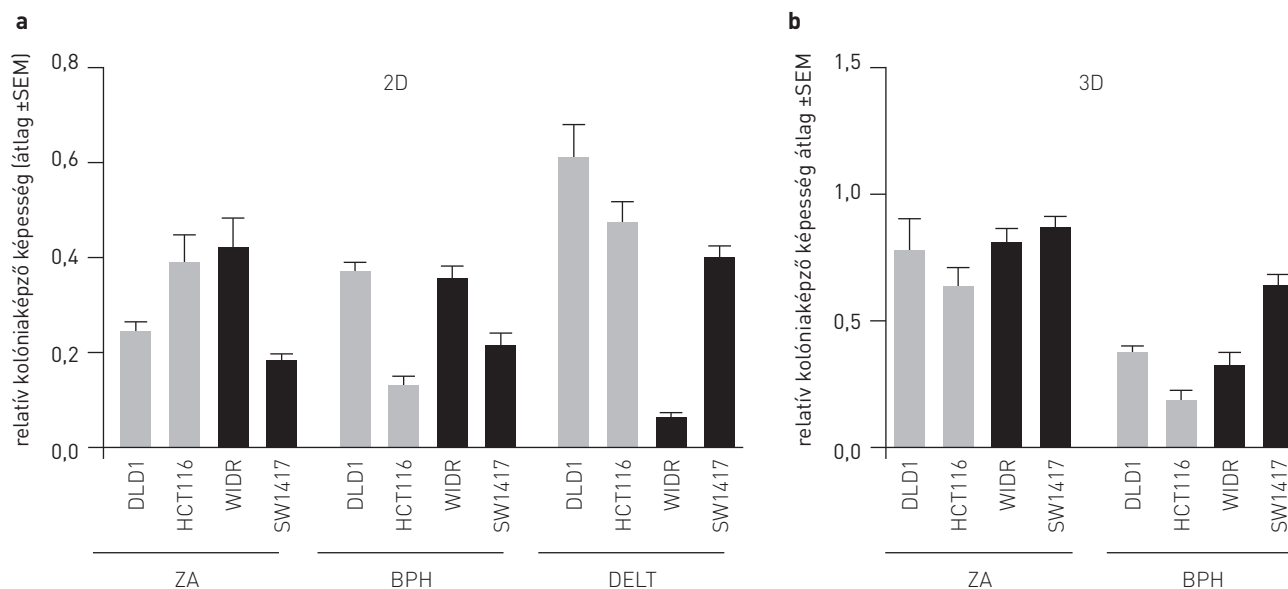 a
relatív kolóniaképző képesség (átlag ±SEM)
0,8
0,6
0,4
0,2
0,0
2D
DLD1
HCT116
WIDR
SW1417
DLD1
HCT116
WIDR
SW1417
DLD1
HCT116
WIDR
SW1417
ZA
BPH
DELT
b
relatív kolóniaképző képesség átlag ±SEM
1,5
1,0
0,5
0,0
3D
DLD1
HCT116
WIDR
SW1417
DLD1
HCT116
WIDR
SW1417
ZA
BPH